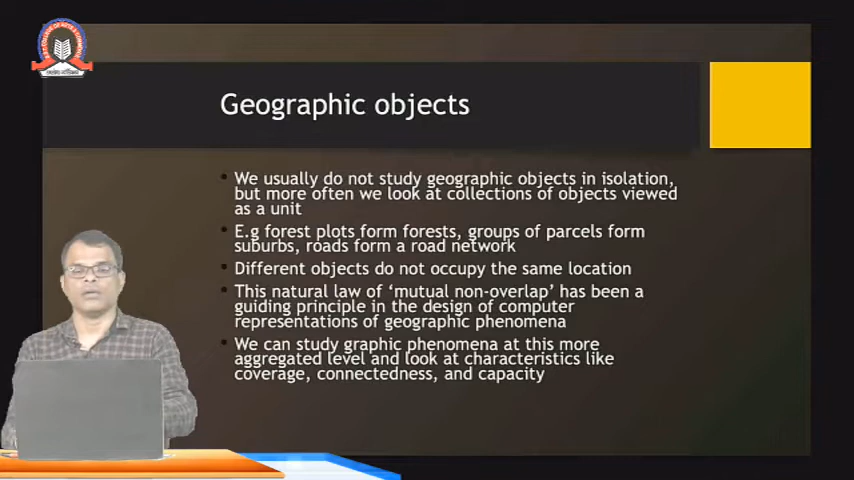 Geographic objects
We usually do not study geographic objects in isolation,
but more often we look at collections of objects viewed
as a unit
E.g forest plots form forests, groups of parcels form
suburbs, roads form a road network
Different objects do not occupy the same location
This natural law of ‘mutual non-overlap’ has been a
guiding principle in the design of computer
representations of geographic phenomena
We can study graphic phenomena at this more
aggregated level and look at characteristics like
coverage, connectedness, and capacity